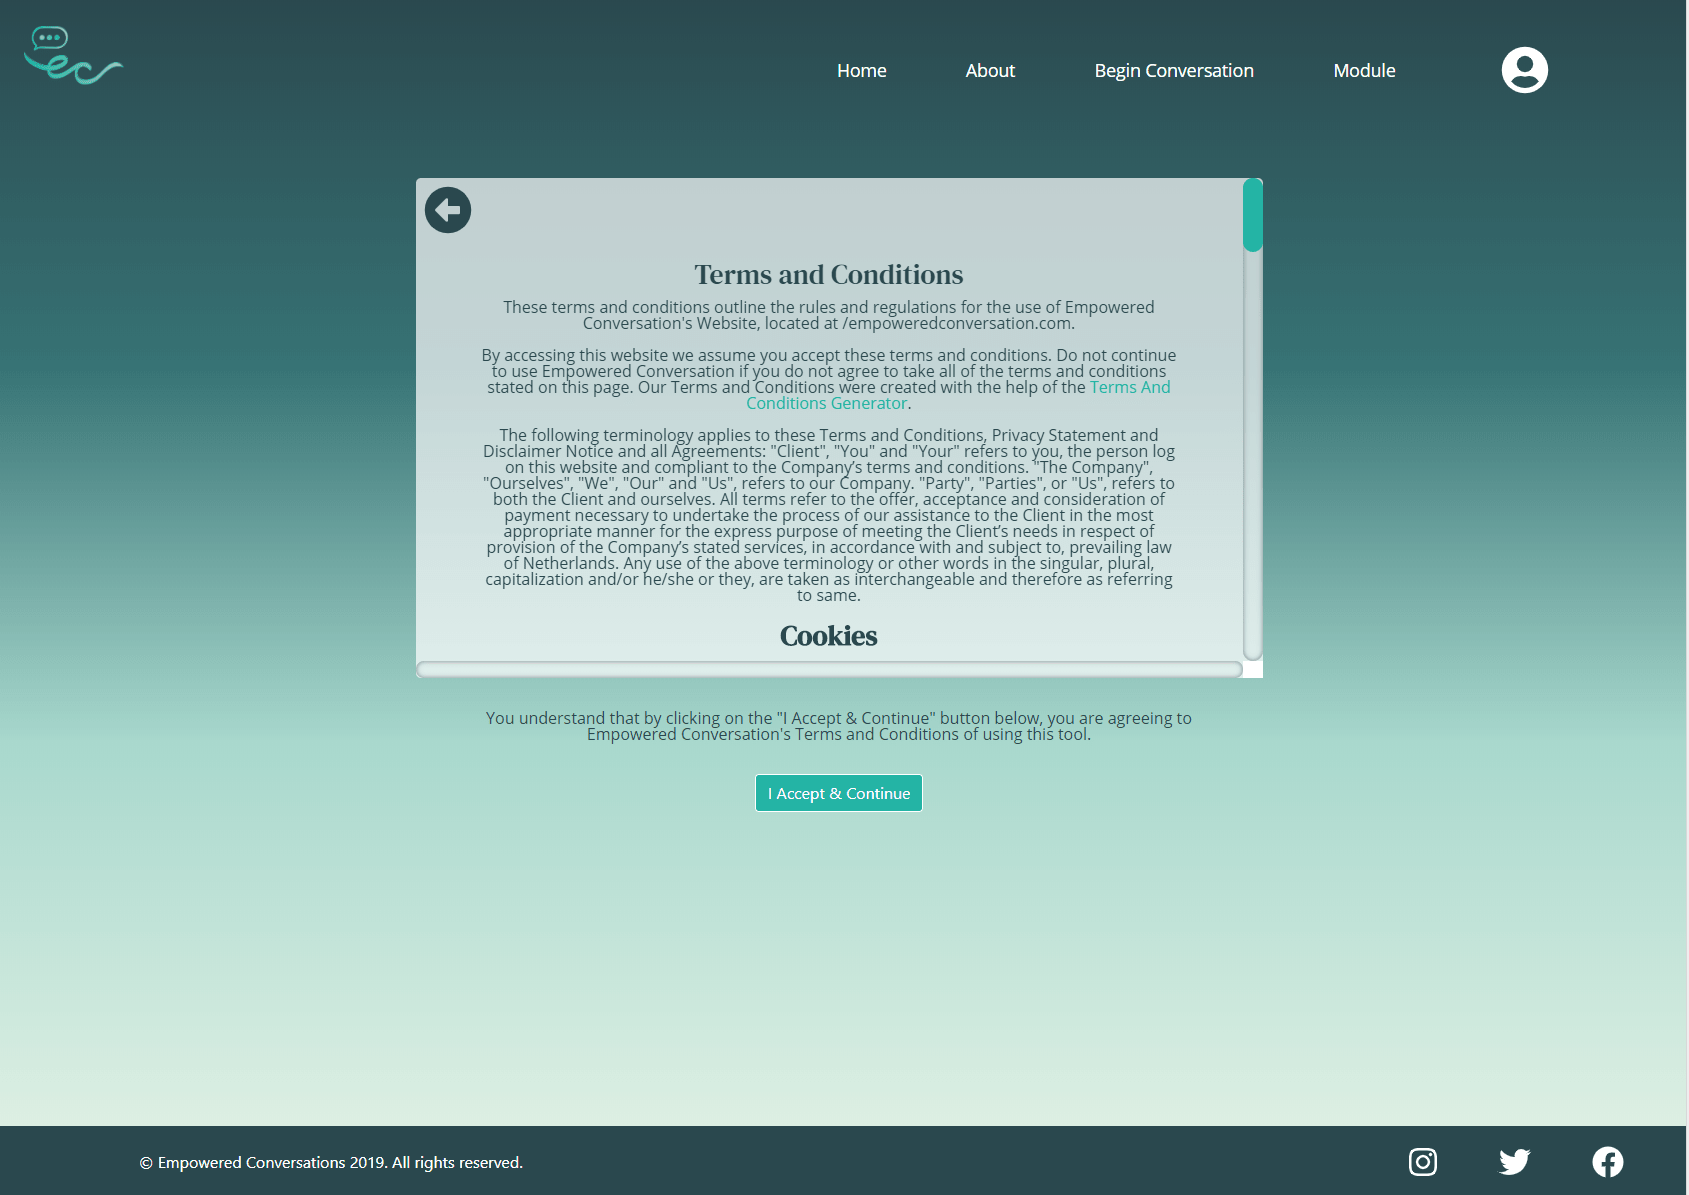 ec
Home
About
Begin Conversation
Module
Terms and Conditions
These terms and conditions outline the rules and regulations for the use of Empowered
Conversation's Website, located at /empoweredconversation.com.
By accessing this website we assume you accept these terms and conditions. Do not continue
to use Empowered Conversation if you do not agree to take all of the terms and conditions
stated on this page. Our Terms and Conditions were created with the help of the Terms And
Conditions Generator.
The following terminology applies to these Terms and Conditions, Privacy Statement and
Disclaimer Notice and all Agreements: "Client", "You" and "Your" refers to you, the person log
on this website and compliant to the Company’s terms and conditions. "The Company",
"Ourselves", "We", "Our" and "Us", refers to our Company. "Party", "Parties", or "Us", refers to
both the Client and ourselves. All terms refer to the offer, acceptance and consideration of
payment necessary to undertake the process of our assistance to the Client in the most
appropriate manner for the express purpose of meeting the Client’s needs in respect of
provision of the Company’s stated services, in accordance with and subject to, prevailing law
of Netherlands. Any use of the above terminology or other words in the singular, plural,
capitalization and/or he/she or they, are taken as interchangeable and therefore as referring
to same.
Cookies
You understand that by clicking on the "I Accept & Continue" button below, you are agreeing to
Empowered Conversation's Terms and Conditions of using this tool.
I Accept & Continue
© Empowered Conversations 2019. All rights reserved.